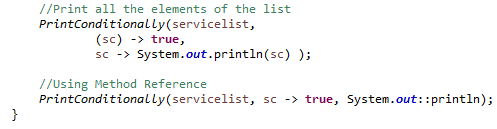 //Print all the elements of the list
PrintConditionally(servicelist,
(sc) -> true,
sc -> System.out.println(sc) );
//Using Method Reference
PrintConditionally(servicelist, sc -> true, System.out::println);
}